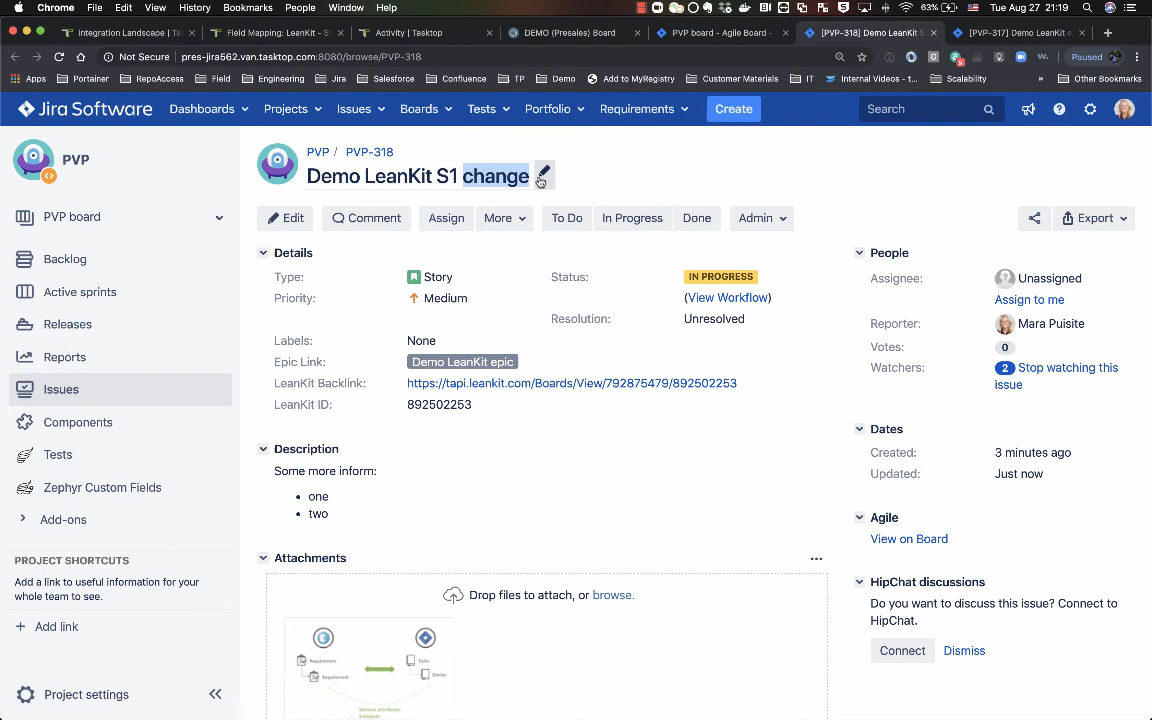 Chrome File Edit View History Bookmarks People Window Help 63% Tue Aug 27 21:19
Integration Landscape | Ta Field Mapping: LeanKit - St Activity | Tasktop DEMO (Presales) Board PVP board - Agile Board - [PVP-318] Demo LeanKit S [PVP-317] Demo LeanKit e
Not Secure pres-jira562.van.tasktop.com:8080/browse/PVP-318 Paused
Apps Portainer RepoAccess Field Engineering Jira Salesforce Confluence TP Demo Add to MyRegistry Customer Materials IT Internal Videos - t... Scalability » Other Bookmarks
Jira Software Dashboards Projects Issues Boards Tests Portfolio Requirements Create Search
PVP
PVP board
Backlog
Active sprints
Releases
Reports
Issues
Components
Tests
Zephyr Custom Fields
Add-ons
PROJECT SHORTCUTS
Add a link to useful information for your
whole team to see.
+ Add link
Project settings
PVP / PVP-318
Demo LeanKit S1 change
Edit Comment Assign More To Do In Progress Done Admin Export
Details
Type: Story Status: IN PROGRESS
Priority: Medium (View Workflow)
Resolution: Unresolved
Labels: None
Epic Link: Demo LeanKit epic
LeanKit Backlink: https://tapi.leankit.com/Boards/View/792875479/892502253
LeanKit ID: 892502253
Description
Some more inform:
• one
• two
Attachments
Drop files to attach, or browse.
Requirement
Requirement
Epics
Stories
Various attributes
Schedule
People
Assignee: Unassigned
Assign to me
Reporter: Mara Puisite
Votes: 0
Watchers: 2 Stop watching this
issue
Dates
Created: 3 minutes ago
Updated: Just now
Agile
View on Board
HipChat discussions
Do you want to discuss this issue? Connect to
HipChat.
Connect Dismiss